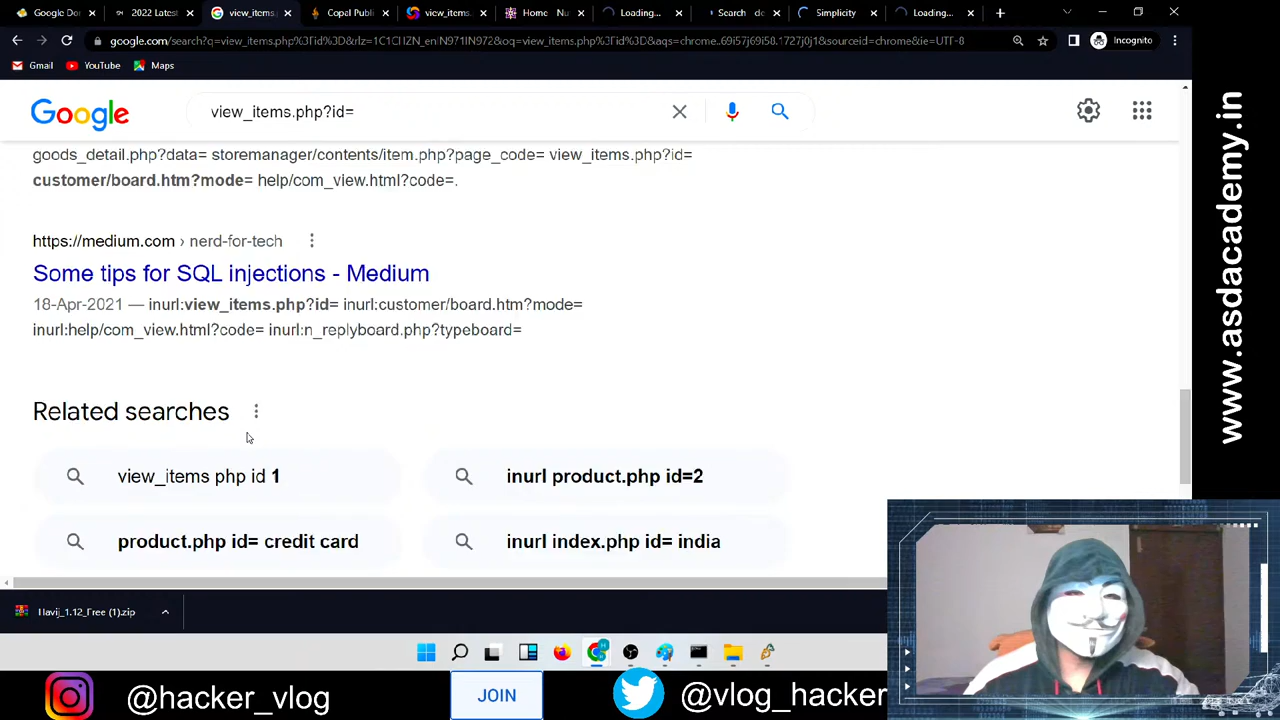 Google Do
2022 Latest
view_items.
Copal Publi
view_items.
Home Nu
Loading...
Search do
Simplicity
Loading...
google.com/search?q=view_items.php%3Fid%3D&rlz=1C1CHZN_enIN971IN972&oq=view_items.php%3Fid%3D&aqs=chrome..69i57j69i58.1727j0j1&sourceid=chrome&ie=UTF-8
Incognito
Gmail
YouTube
Maps
Google
view_items.php?id=
goods_detail.php?data= storemanager/contents/item.php?page_code= view_items.php?id=
customer/board.htm?mode= help/com_view.html?code=.
https://medium.com › nerd-for-tech
Some tips for SQL injections - Medium
18-Apr-2021 — inurl:view_items.php?id= inurl:customer/board.htm?mode=
inurl:help/com_view.html?code= inurl:n_replyboard.php?typeboard=
Related searches
view_items php id 1
inurl product.php id=2
product.php id= credit card
inurl index.php id= india
Havij_1.12_Free (1).zip
@hacker_vlog
JOIN
@vlog_hacker
www.asdacademy.in